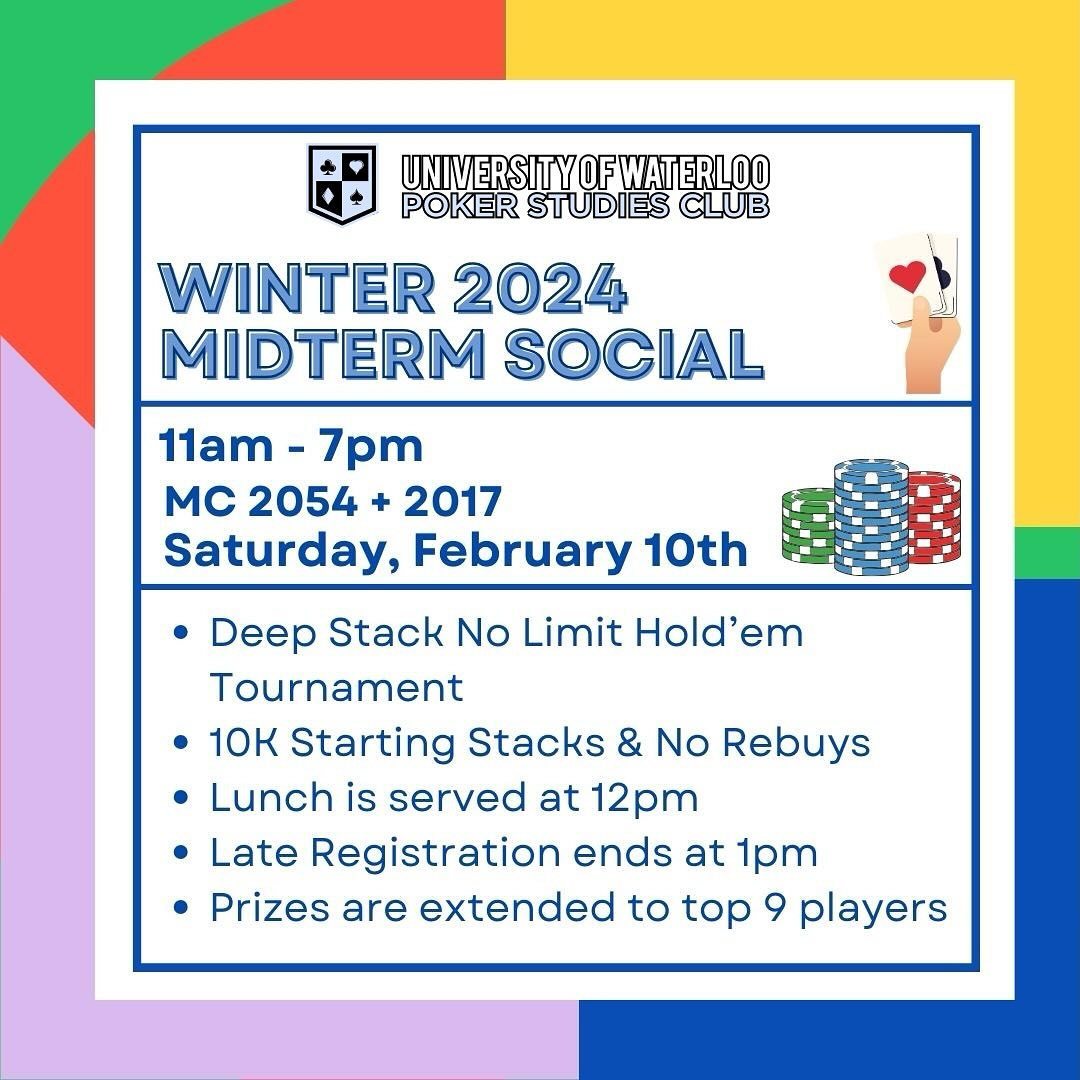 UNIVERSITY OF WATERLOO
POKER STUDIES CLUB
WINTER 2024
MIDTERM SOCIAL
11am - 7pm
MC 2054 + 2017
Saturday, February 10th
• Deep Stack No Limit Hold’em
Tournament
• 10K Starting Stacks & No Rebuys
• Lunch is served at 12pm
• Late Registration ends at 1pm
• Prizes are extended to top 9 players